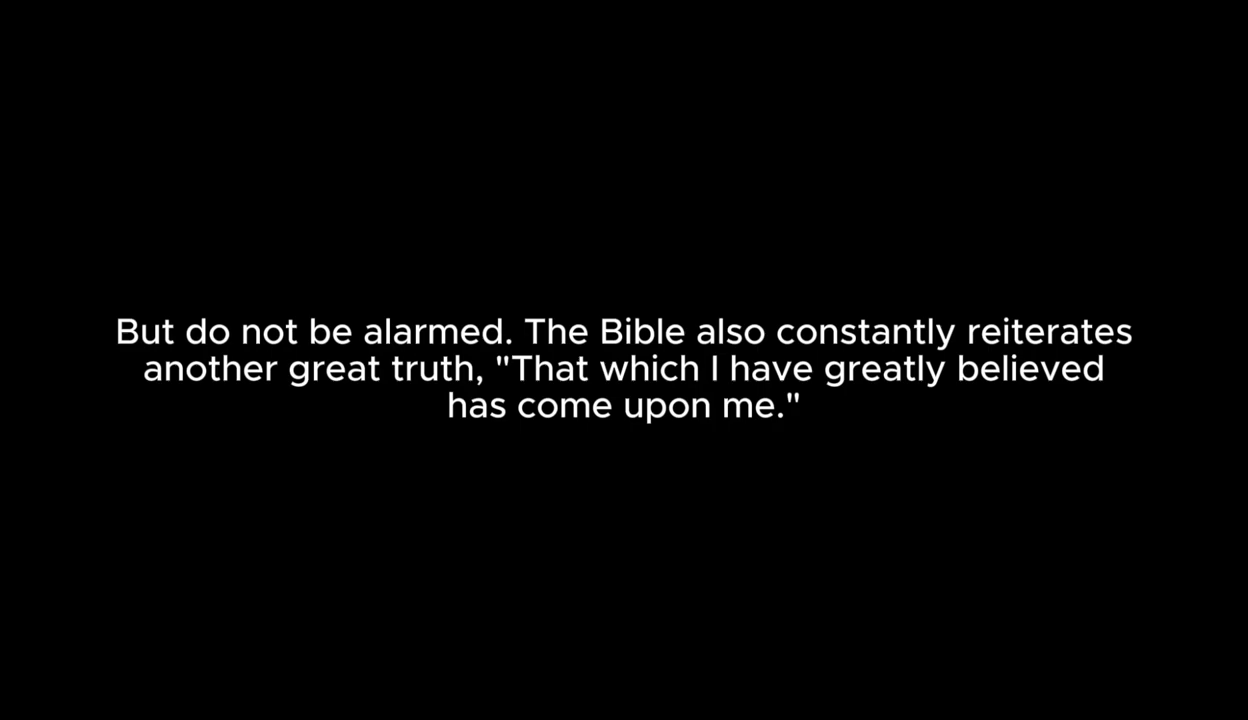 But do not be alarmed. The Bible also constantly reiterates
another great truth, "That which I have greatly believed
has come upon me."